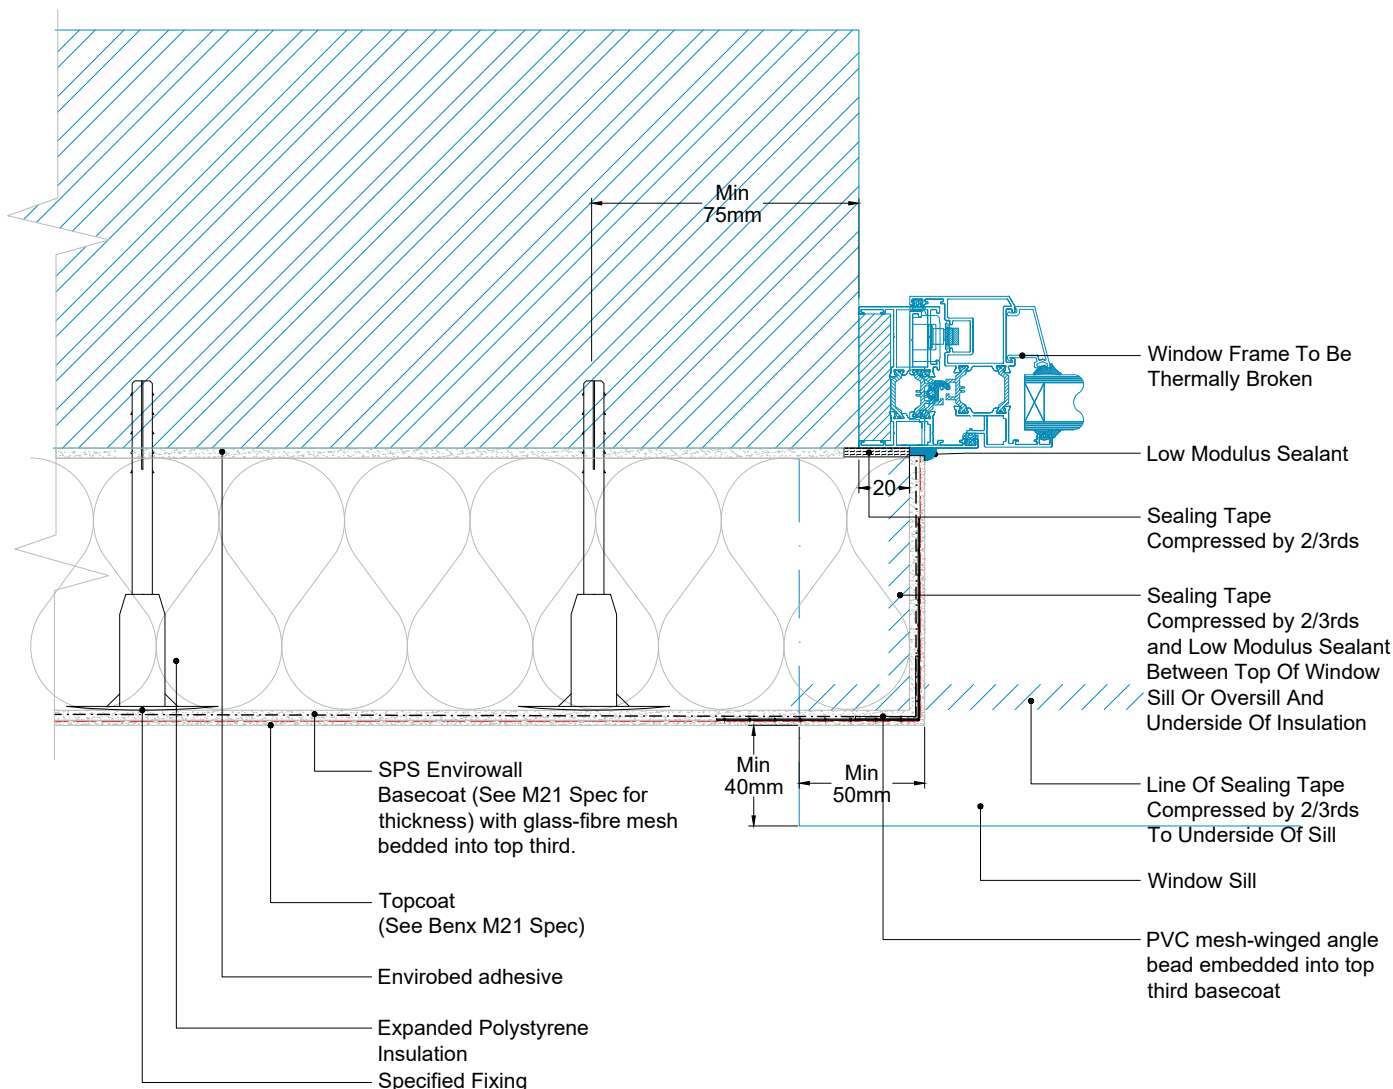 Min
75mm
Window Frame To Be
Thermally Broken
Low Modulus Sealant
20
Sealing Tape
Compressed by 2/3rds
Sealing Tape
Compressed by 2/3rds
and Low Modulus Sealant
Between Top Of Window
Sill Or Oversill And
Underside Of Insulation
Min
40mm
Min
50mm
Line Of Sealing Tape
Compressed by 2/3rds
To Underside Of Sill
Window Sill
PVC mesh-winged angle
bead embedded into top
third basecoat
SPS Envirowall
Basecoat (See M21 Spec for
thickness) with glass-fibre mesh
bedded into top third.
Topcoat
(See Benx M21 Spec)
Envirobed adhesive
Expanded Polystyrene
Insulation
Specified Fixing